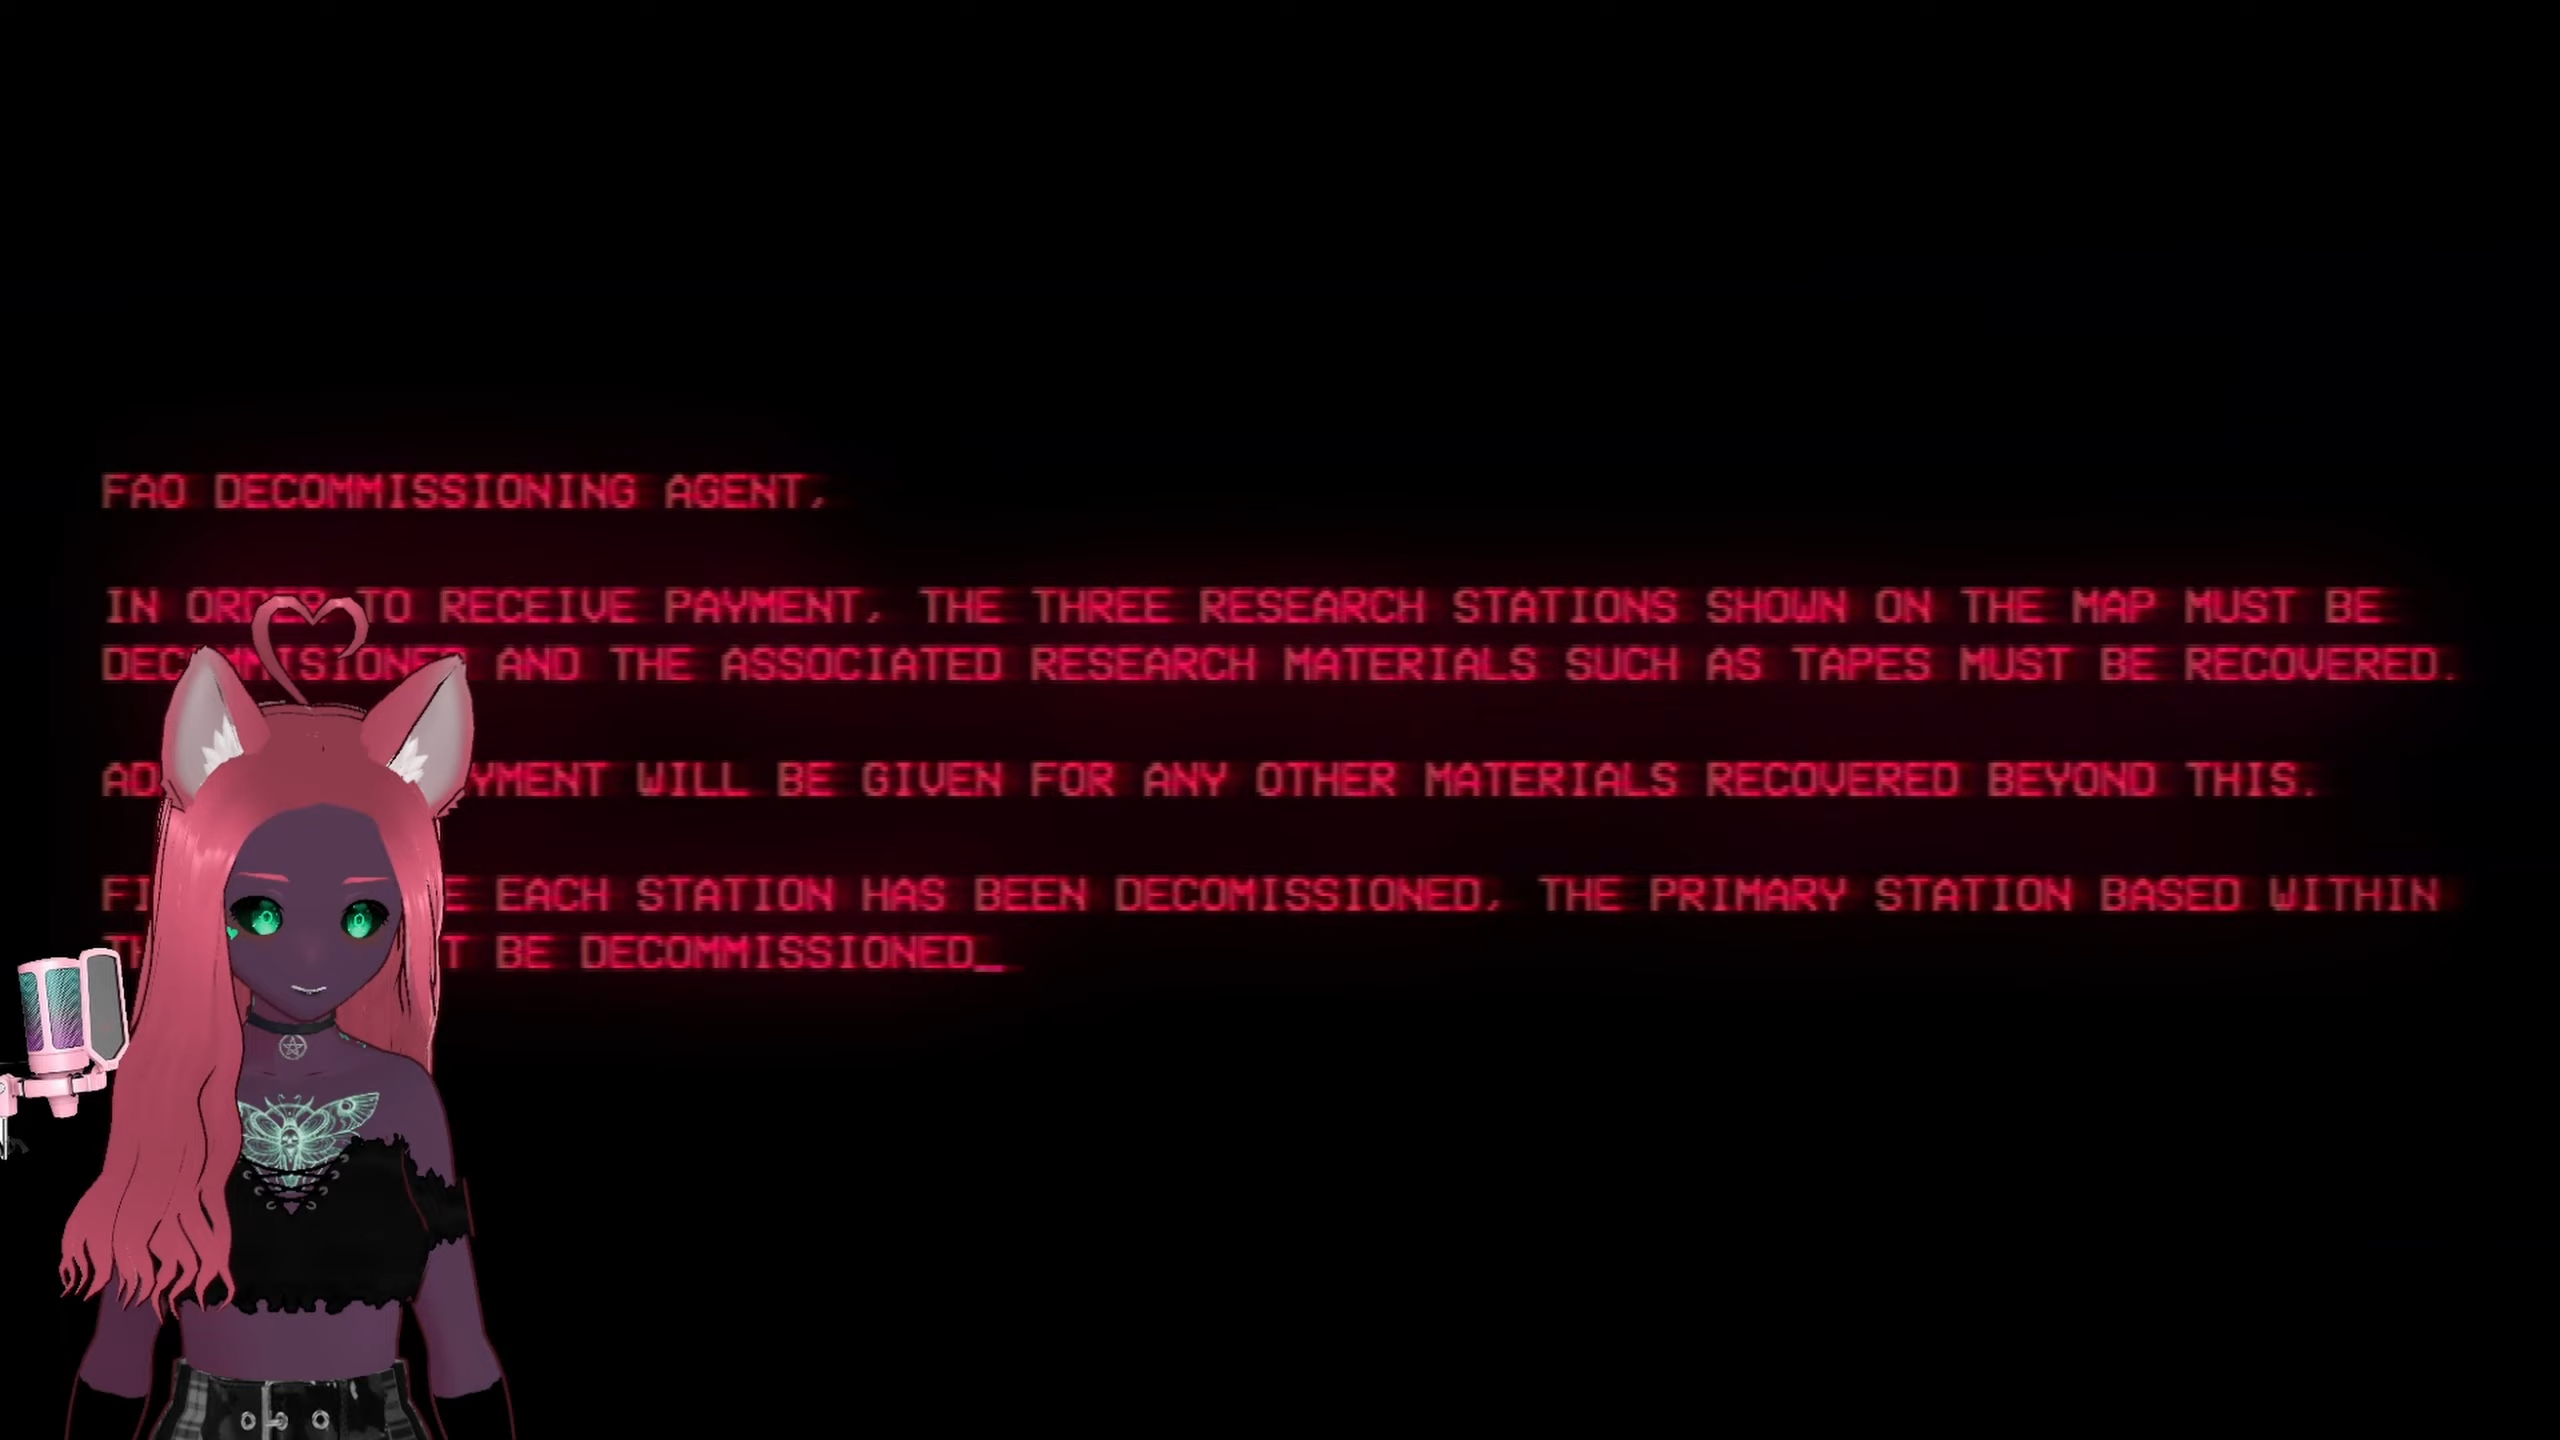 FAO DECOMMISSIONING AGENT,
IN ORDER TO RECEIVE PAYMENT, THE THREE RESEARCH STATIONS SHOWN ON THE MAP MUST BE
AND THE ASSOCIATED RESEARCH MATERIALS SUCH AS TAPES MUST BE RECOVERED.
WILL BE GIVEN FOR ANY OTHER MATERIALS RECOVERED BEYOND THIS.
EACH STATION HAS BEEN DECOMISSIONED, THE PRIMARY STATION BASED WITHIN
BE DECOMMISSIONED_